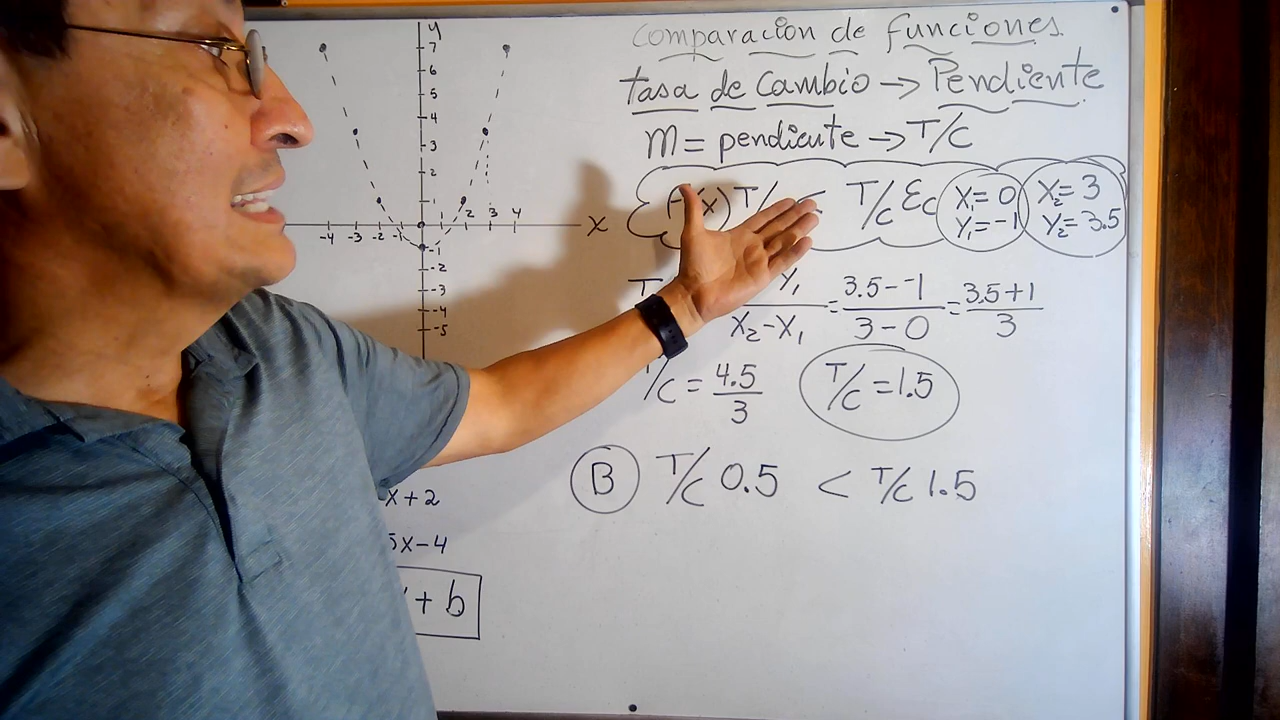 Comparacion de funciones
tasa de Cambio → Pendiente
m = pendiente → T/C
(x) T/ < T/C Ec X₁= 0 X₂= 3
Y₁= -1 Y₂= 3.5
T Y₁ = 3.5 - -1 = 3.5 + 1
X₂-X₁ 3 - 0 3
T/C = 4.5 T/C = 1.5
3
B T/C 0.5 < T/C 1.5
x + 2
5x - 4
+ b
Y
7
6
5
4
3
2
1
-4 -3 -2 -1 1 2 3 4 X
-1
-2
-3
-4
-5